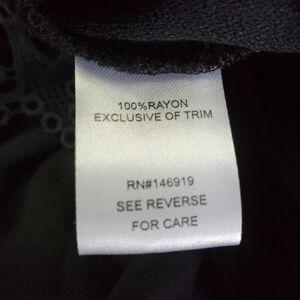 100%RAYON
EXCLUSIVE OF TRIM
RN#146919
SEE REVERSE
FOR CARE